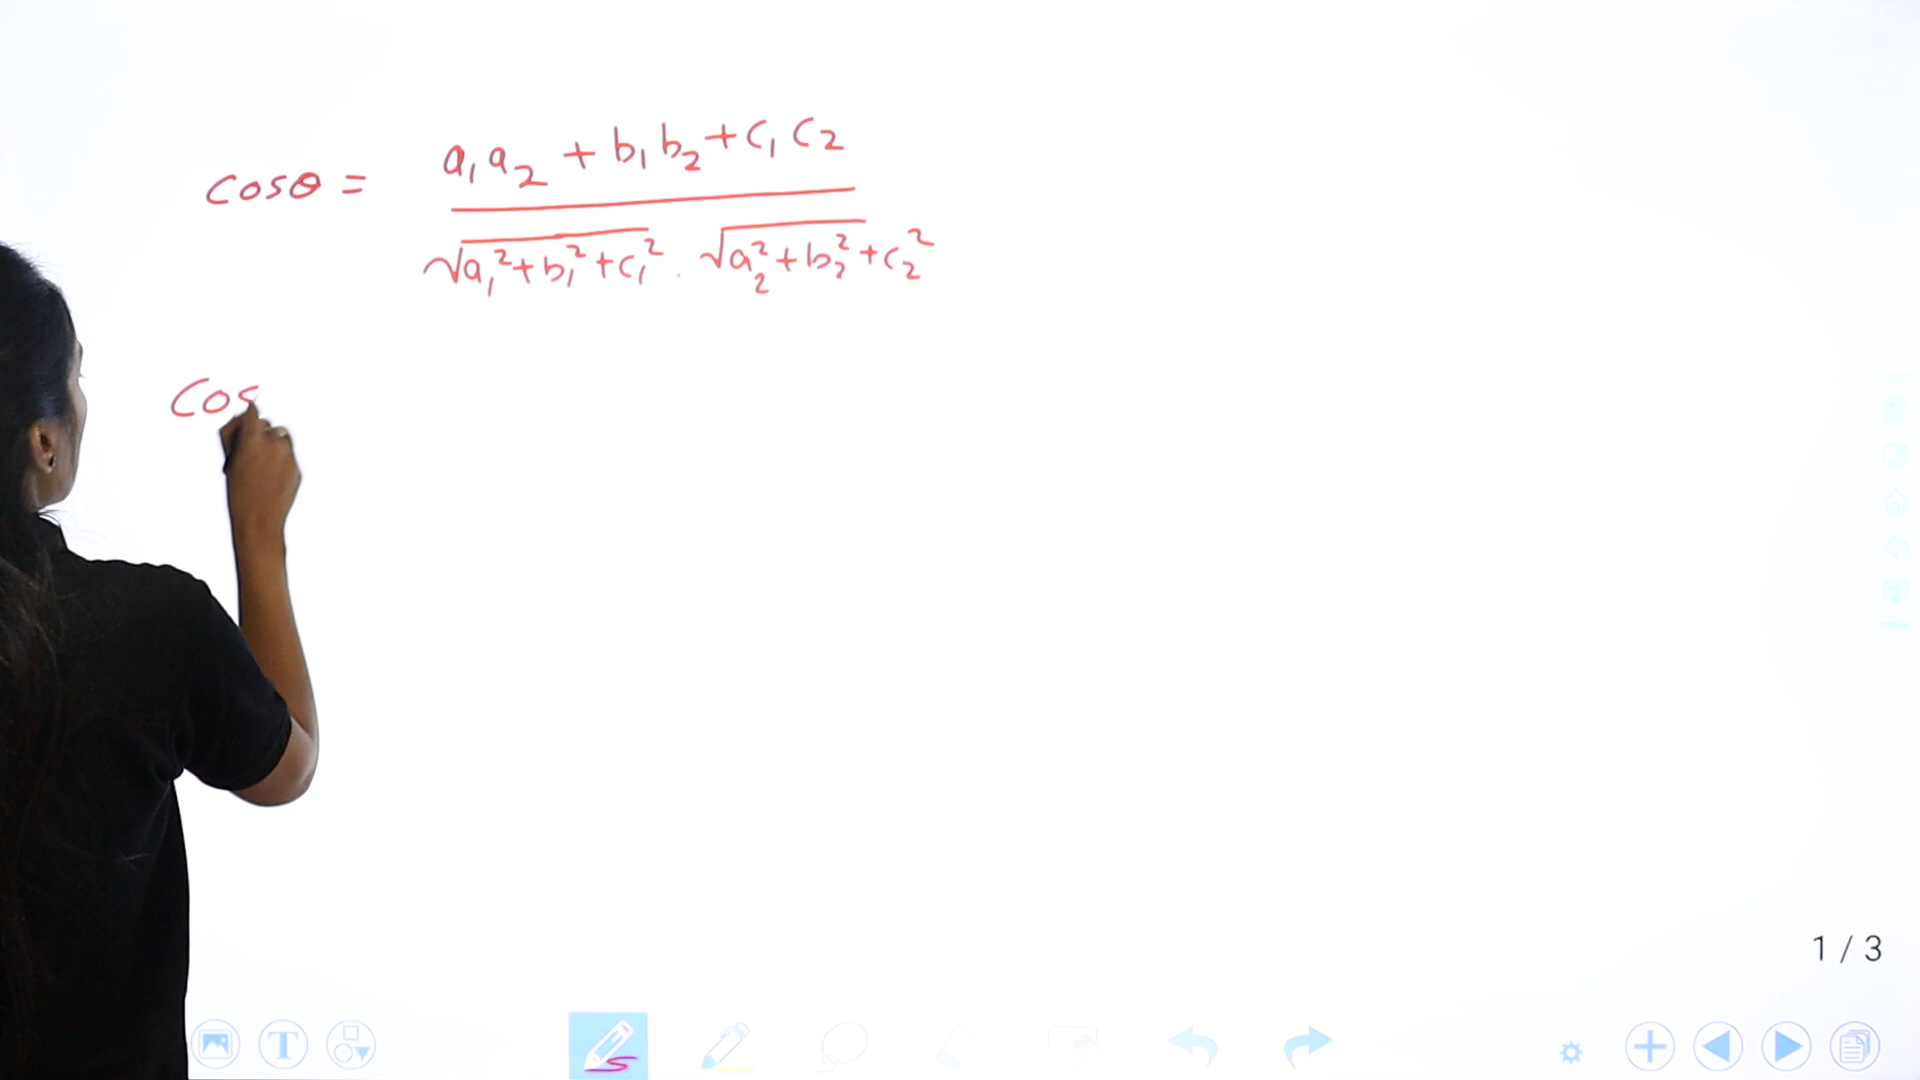 cosθ = a₁a₂ + b₁b₂ + c₁c₂
√a₁² + b₁² + c₁² . √a₂² + b₂² + c₂²
Cos
1 / 3
T